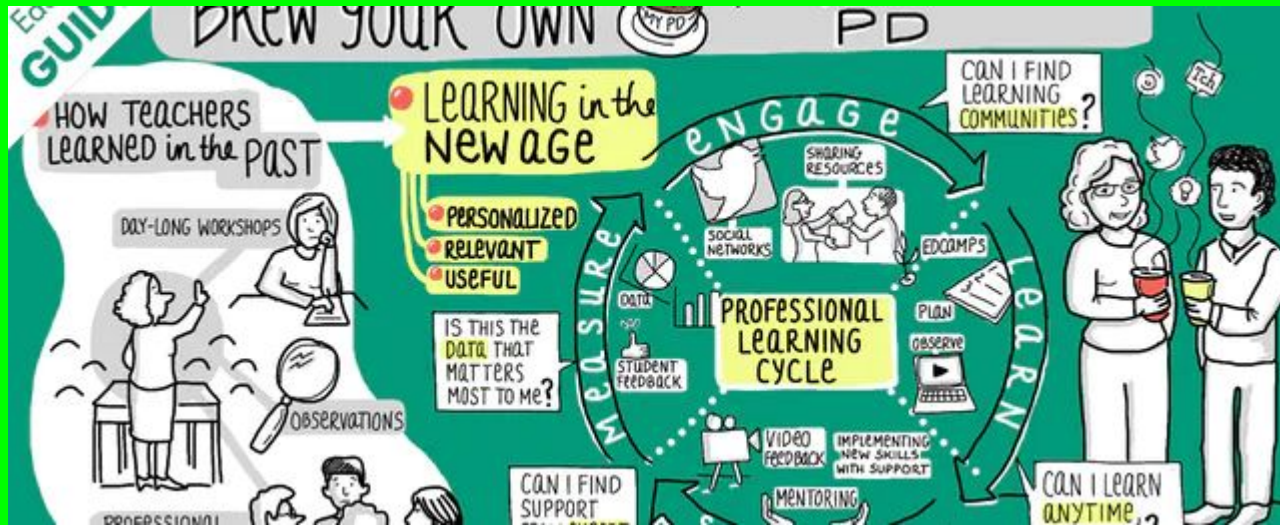 GUID
BREW YOUR OWN
MY PD
PD
HOW TEACHERS
LEARNED in the PAST
LEARNING in the
NEW AGE
PERSONALIZED
RELEVANT
USEFUL
DAY-LONG WORKSHOPS
OBSERVATIONS
PROFESSIONAL
IS THIS THE
DATA THAT
MATTERS
MOST TO ME?
ENGAGE
SOCIAL
NETWORKS
SHARING
RESOURCES
CAN I FIND
LEARNING
COMMUNITIES?
Tch
LEARN
EDCAMPS
PLAN
OBSERVE
PROFESSIONAL
LEARNING
CYCLE
MEASURE
DATA
STUDENT
FEEDBACK
VIDEO
FEEDBACK
IMPLEMENTING
NEW SKILLS
WITH SUPPORT
MENTORING
CAN I FIND
SUPPORT
CAN I LEARN
ANYTIME,